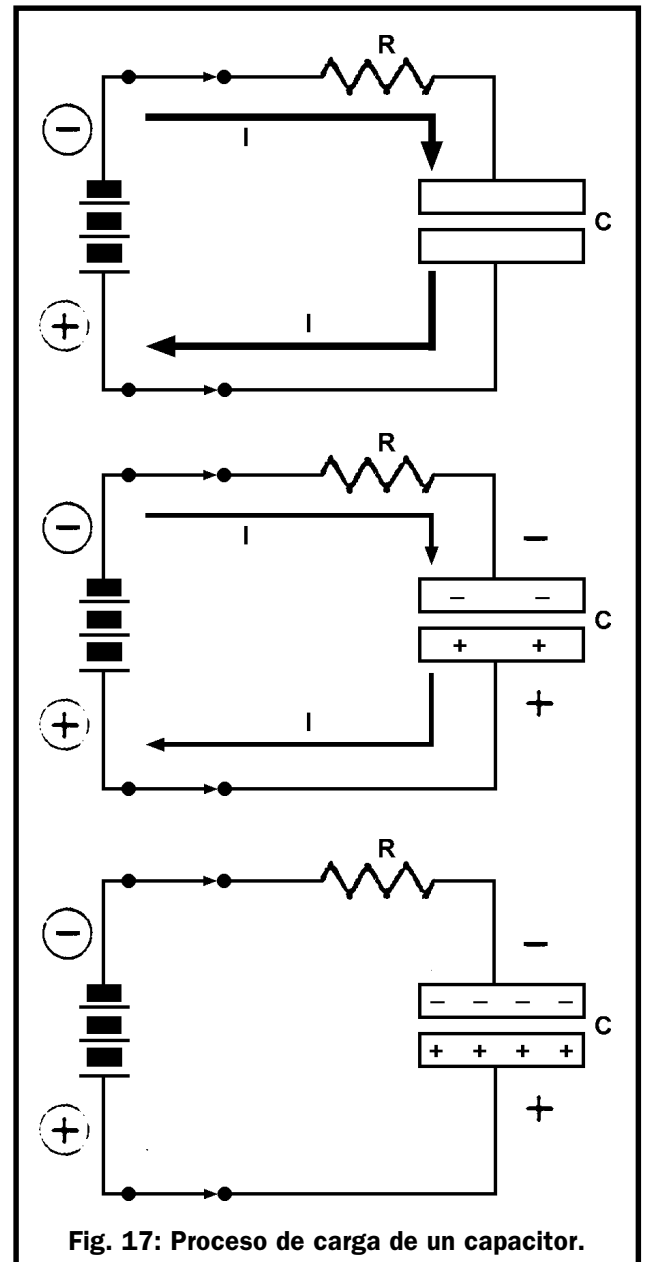 R
−
I
C
I
+
R
−
I
−
− −
C
+ +
I
+
+
R
−
−
− − − −
C
+ + + +
+
+
Fig. 17: Proceso de carga de un capacitor.